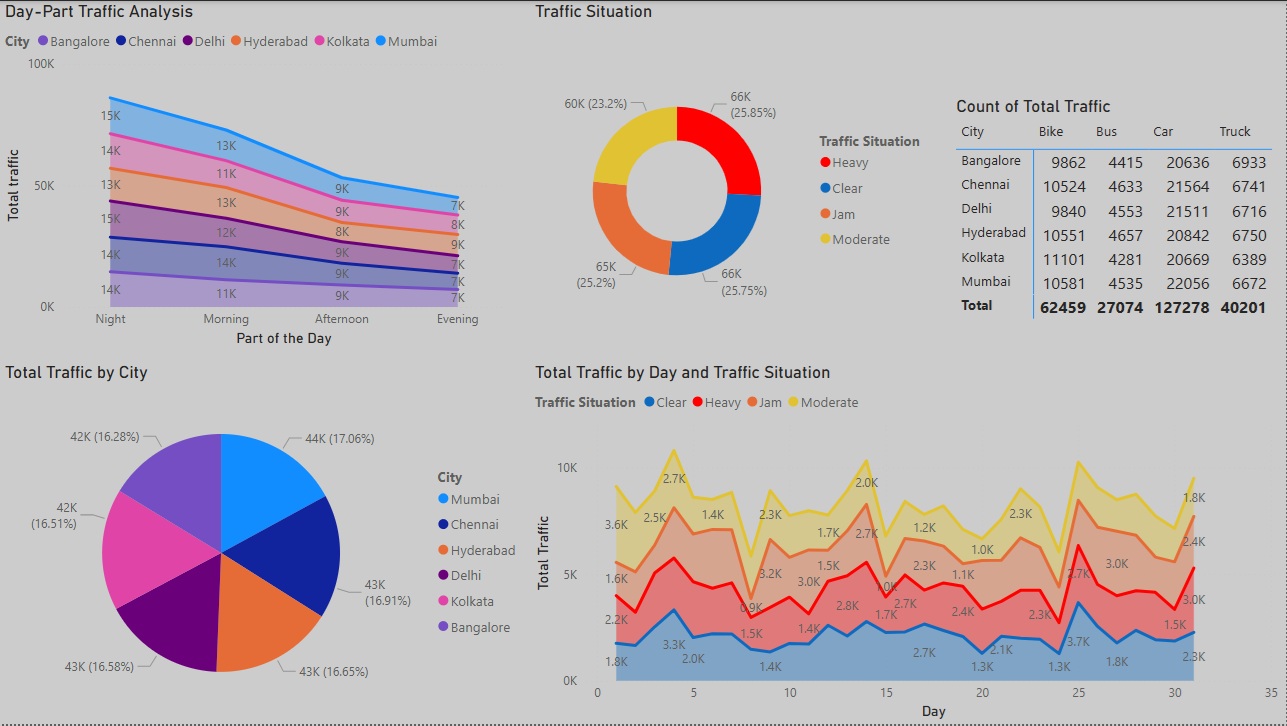 Day-Part Traffic Analysis
City Bangalore Chennai Delhi Hyderabad Kolkata Mumbai
100K
50K
0K
Total traffic
15K
14K
13K
15K
14K
14K
13K
11K
13K
12K
14K
11K
9K
9K
8K
9K
9K
9K
7K
8K
9K
7K
7K
7K
Night Morning Afternoon Evening
Part of the Day
Traffic Situation
60K (23.2%)
66K
(25.85%)
65K
(25.2%)
66K
(25.75%)
Traffic Situation
Heavy
Clear
Jam
Moderate
Count of Total Traffic
City Bike Bus Car Truck
Bangalore 9862 4415 20636 6933
Chennai 10524 4633 21564 6741
Delhi 9840 4553 21511 6716
Hyderabad 10551 4657 20842 6750
Kolkata 11101 4281 20669 6389
Mumbai 10581 4535 22056 6672
Total 62459 27074 127278 40201
Total Traffic by City
42K (16.28%)
44K (17.06%)
42K
(16.51%)
43K
(16.91%)
43K (16.58%)
43K (16.65%)
City
Mumbai
Chennai
Hyderabad
Delhi
Kolkata
Bangalore
Total Traffic by Day and Traffic Situation
Traffic Situation Clear Heavy Jam Moderate
10K
5K
0K
Total Traffic
3.6K
2.5K
2.7K
1.4K
2.3K
1.7K
2.0K
1.2K
1.0K
2.3K
1.8K
1.6K
0.9K
3.2K
3.0K
1.5K
2.7K
2.3K
1.1K
2.7K
3.0K
2.4K
2.2K
1.5K
1.4K
2.8K
1.7K
2.7K
2.4K
2.3K
1.5K
3.0K
1.8K
3.3K
2.0K
1.4K
2.7K
1.3K
2.1K
1.3K
3.7K
1.8K
2.3K
0 5 10 15 20 25 30 35
Day